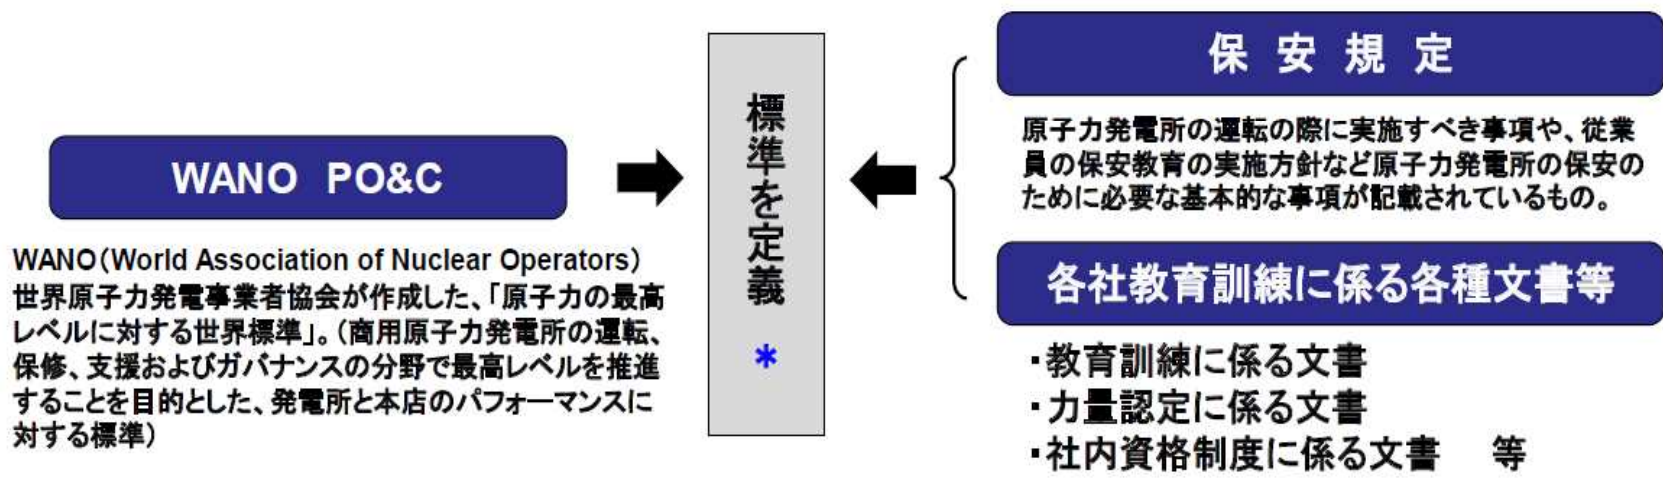 WANO PO&C
WANO(World Association of Nuclear Operators)
世界原子力発電事業者協会が作成した、「原子力の最高
レベルに対する世界標準」。(商用原子力発電所の運転、
保修、支援およびガバナンスの分野で最高レベルを推進
することを目的とした、発電所と本店のパフォーマンスに
対する標準)
標準を定義 *
保安規定
原子力発電所の運転の際に実施すべき事項や、従業
員の保安教育の実施方針など原子力発電所の保安の
ために必要な基本的な事項が記載されているもの。
各社教育訓練に係る各種文書等
・教育訓練に係る文書
・力量認定に係る文書
・社内資格制度に係る文書 等